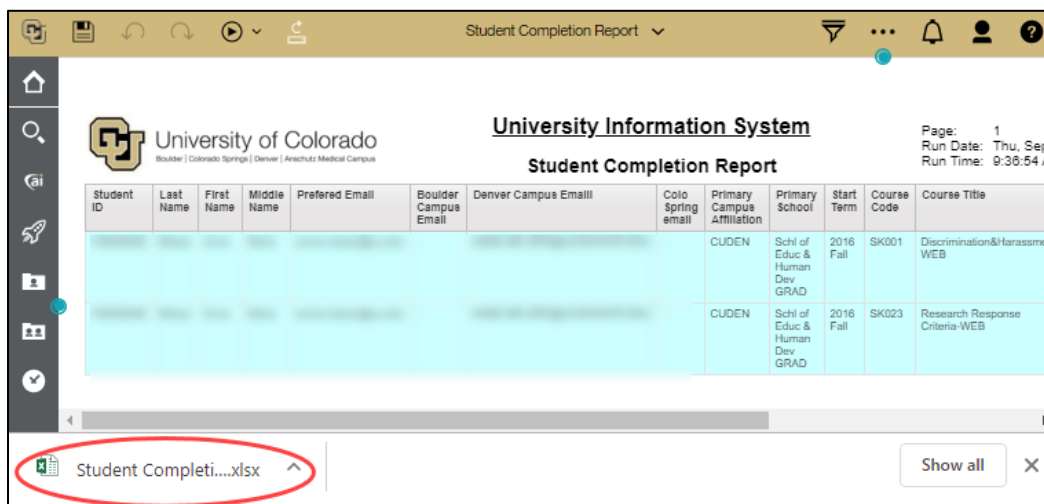 Student Completion Report
University of Colorado
Boulder | Colorado Springs | Denver | Anschutz Medical Campus
University Information System
Student Completion Report
Page: 1
Run Date: Thu, Sep
Run Time: 9:36:54
Student ID Last Name First Name Middle Name Prefered Email Boulder Campus Email Denver Campus Emailll Colo Spring email Primary Campus Affiliation Primary School Start Term Course Code Course Title
CUDEN Schl of Educ & Human Dev GRAD 2016 Fall SK001 Discrimination&Harassme WEB
CUDEN Schl of Educ & Human Dev GRAD 2016 Fall SK023 Research Response Criteria-WEB
Student Completi....xlsx
Show all